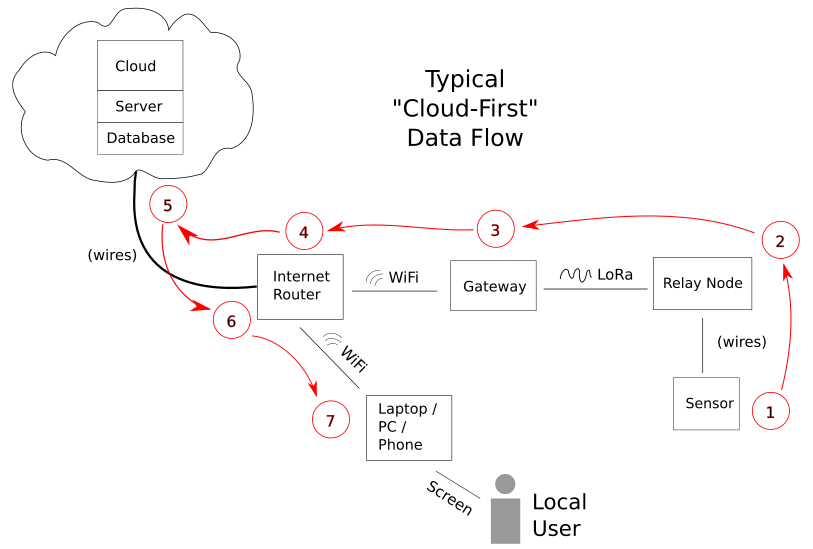 Typical
"Cloud-First"
Data Flow
Cloud
Server
Database
5
4
3
2
(wires)
Internet
Router
WiFi
Gateway
LoRa
Relay Node
6
WiFi
(wires)
7
Laptop /
PC /
Phone
Sensor
1
Screen
Local
User